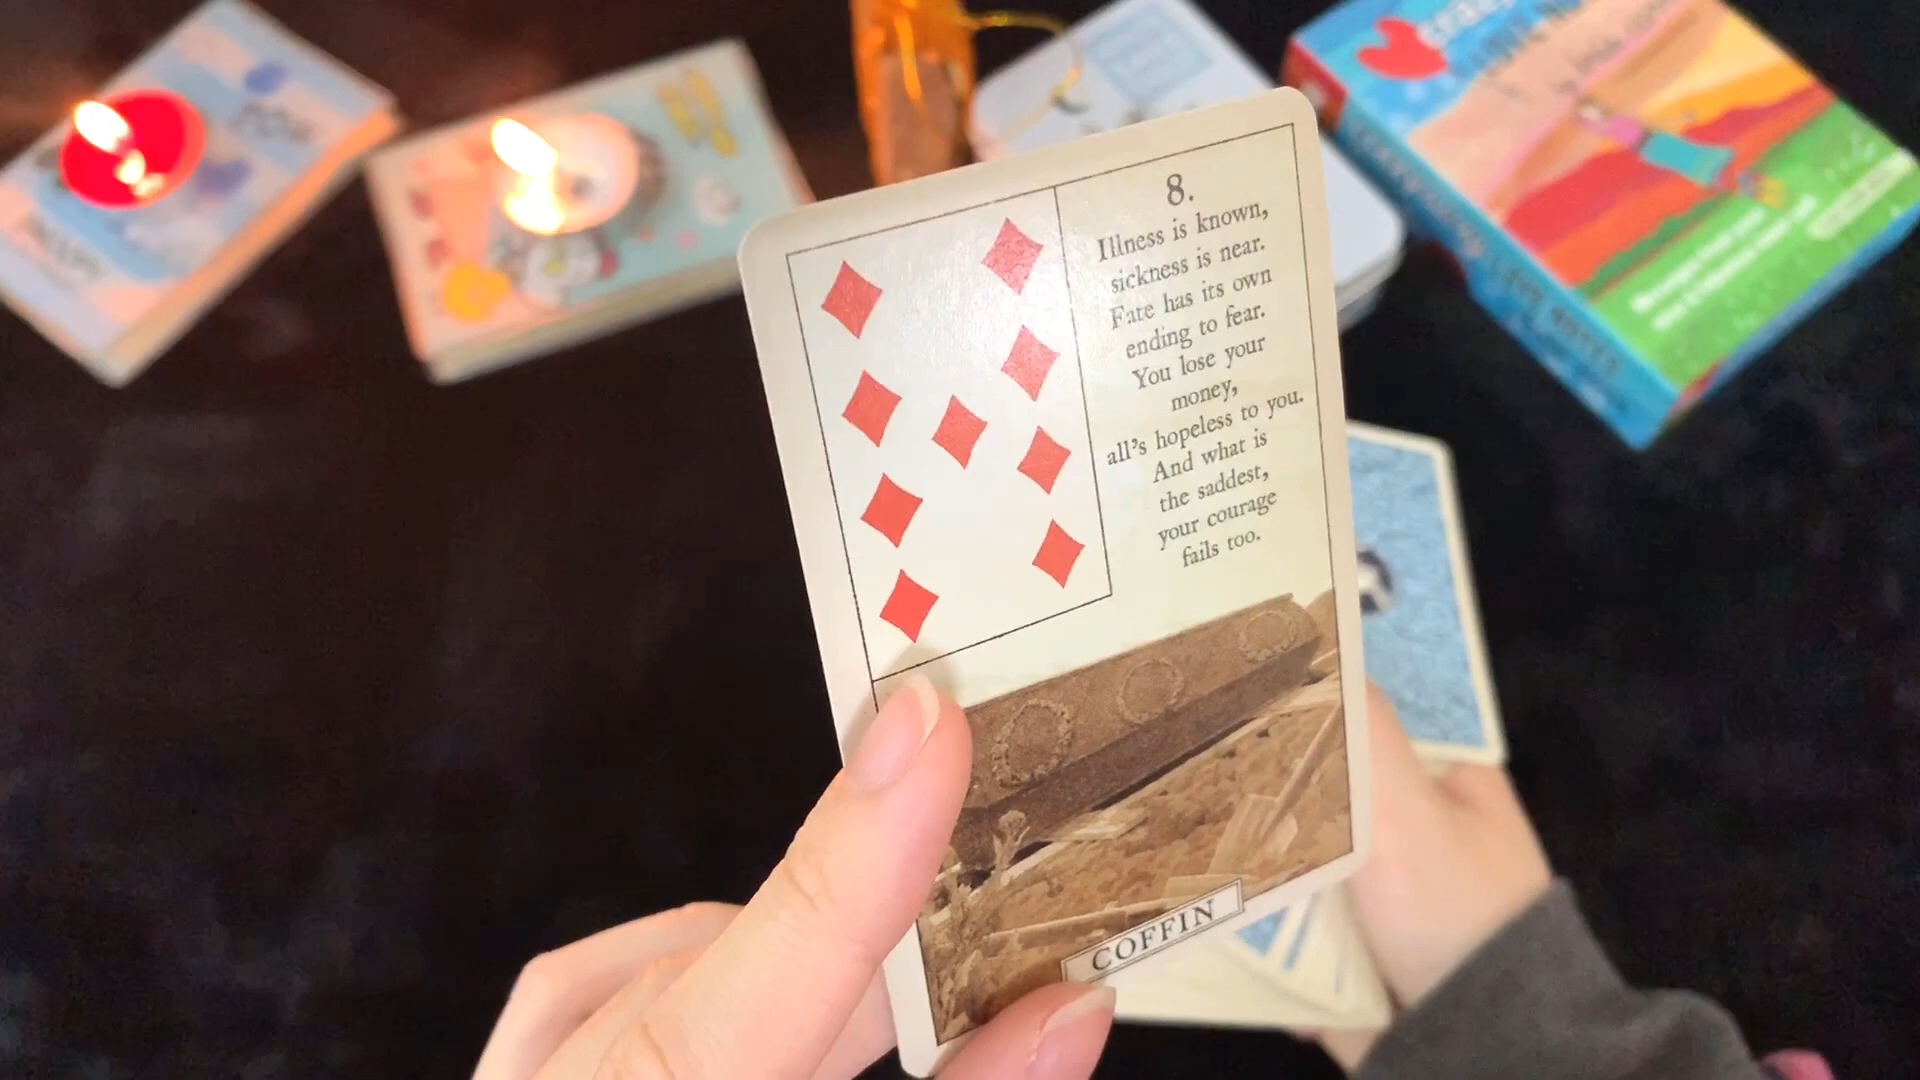 8.
Illness is known,
sickness is near.
Fate has its own
ending to fear.
You lose your
money,
all's hopeless to you.
And what is
the saddest,
your courage
fails too.
COFFIN